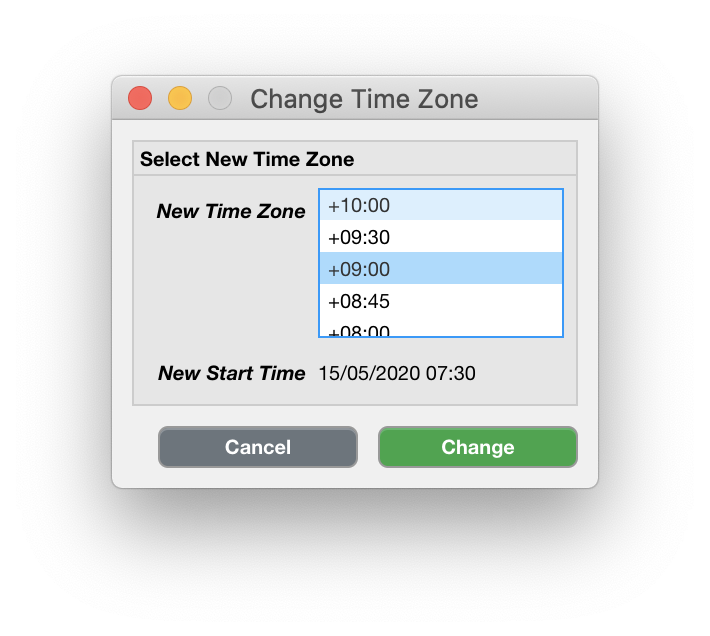 Change Time Zone
Select New Time Zone
New Time Zone
+10:00
+09:30
+09:00
+08:45
+08:00
New Start Time 15/05/2020 07:30
Cancel Change